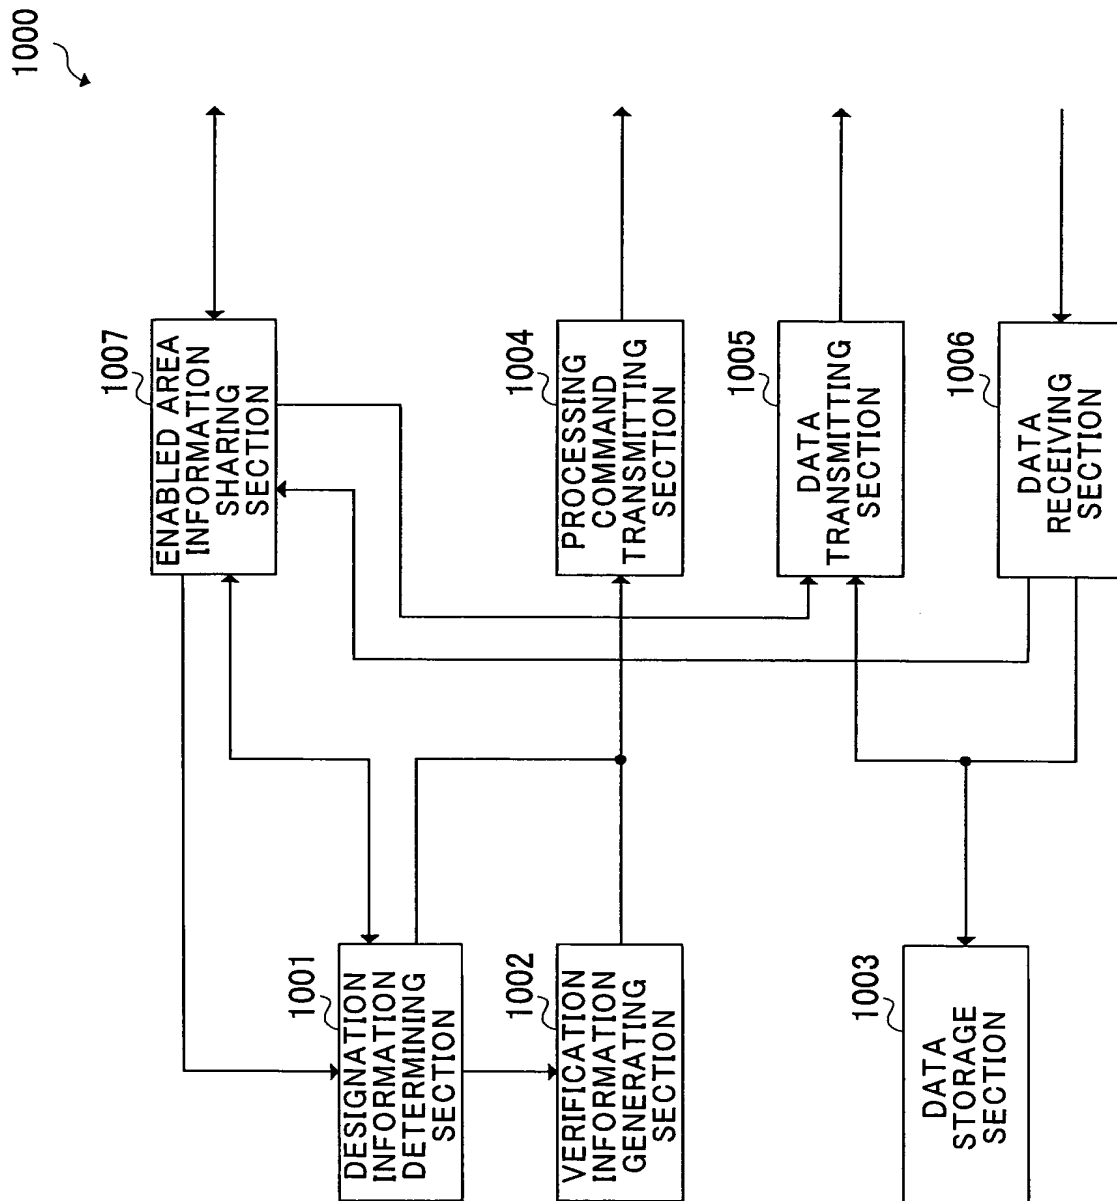 1000
1007
ENABLED AREA
INFORMATION
SHARING
SECTION
1001
DESIGNATION
INFORMATION
DETERMINING
SECTION
1002
VERIFICATION
INFORMATION
GENERATING
SECTION
1004
PROCESSING
COMMAND
TRANSMITTING
SECTION
1005
DATA
TRANSMITTING
SECTION
1003
DATA
STORAGE
SECTION
1006
DATA
RECEIVING
SECTION